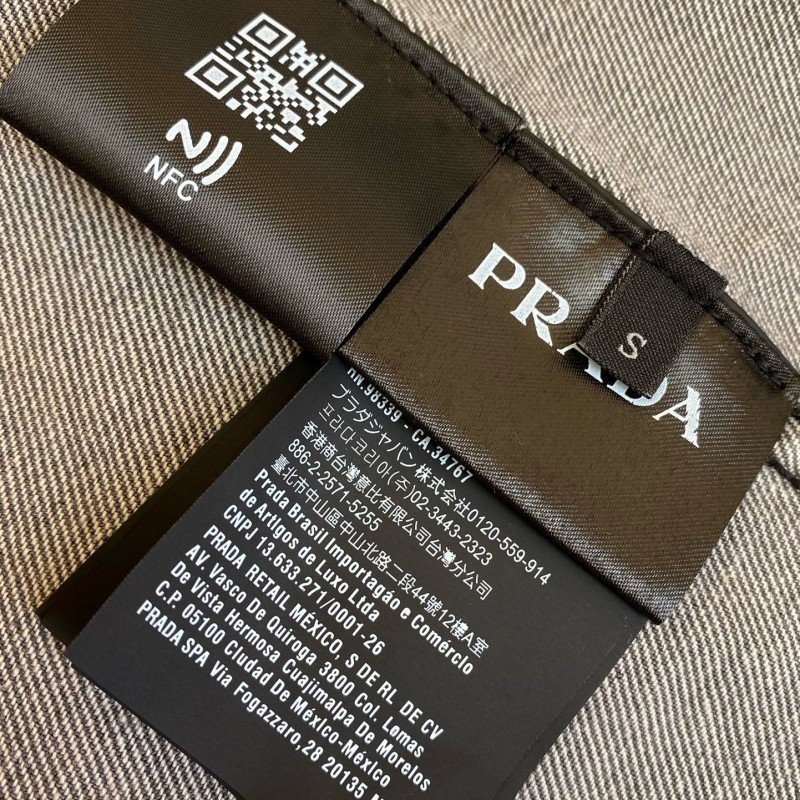 NFC
PRADA
S
RN.98339 - CA.34767
プラダジャパン株式会社0120-559-914
프라다코리아(주)02-3443-2323
香港商台灣意比有限公司台灣分公司
886-2-2571-5255
臺北市中山區中山北路二段44號12樓A室
Prada Brasil Importagão e Comércio
de Artigos de Luxo Ltda
CNPJ 13.633.271/0001-26
PRADA RETAIL MEXICO, S DE RL DE CV
AV. Vasco De Quiroga 3800 Col. Lomas
De Vista Hermosa Cuajimalpa De Morelos
C.P. 05100 Ciudad De México-Mexico
PRADA SPA Via Fogazzaro,28 20135